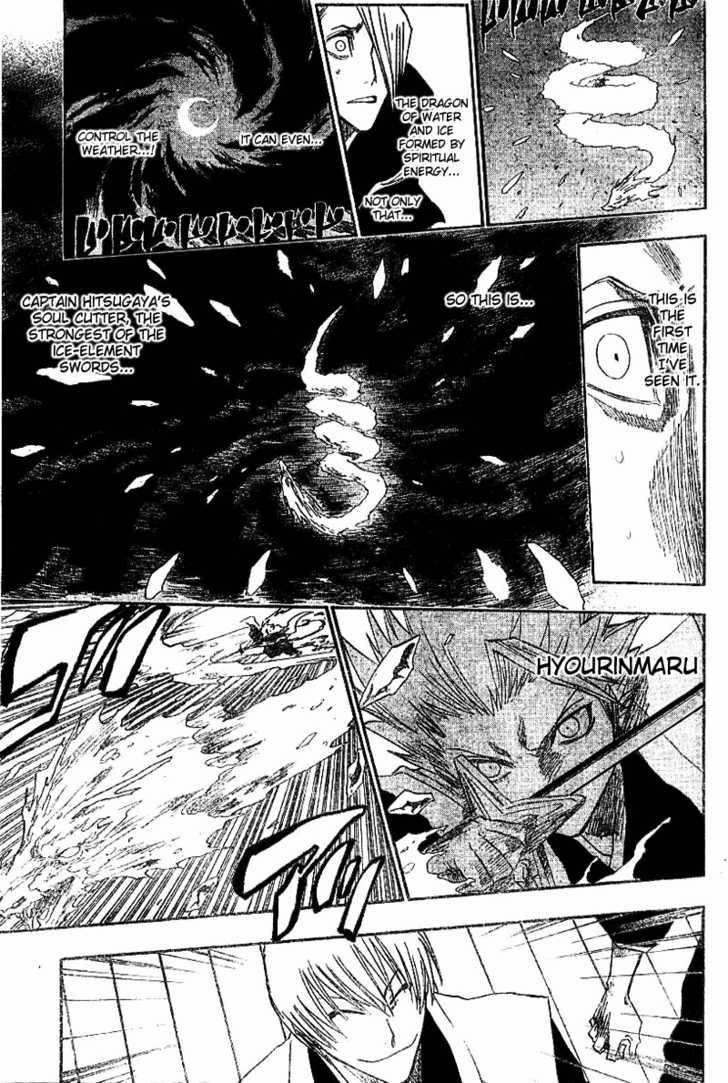 THE DRAGON
OF WATER
AND ICE
FORMED BY
SPIRITUAL
ENERGY...
NOT ONLY
THAT...
IT CAN EVEN...
CONTROL THE
WEATHER...!
THIS IS
THE
FIRST
TIME
I'VE
SEEN IT.
SO THIS IS...
CAPTAIN HITSUGAYA'S
SOUL CUTTER, THE
STRONGEST OF THE
ICE-ELEMENT
SWORDS...
HYOURINMARU